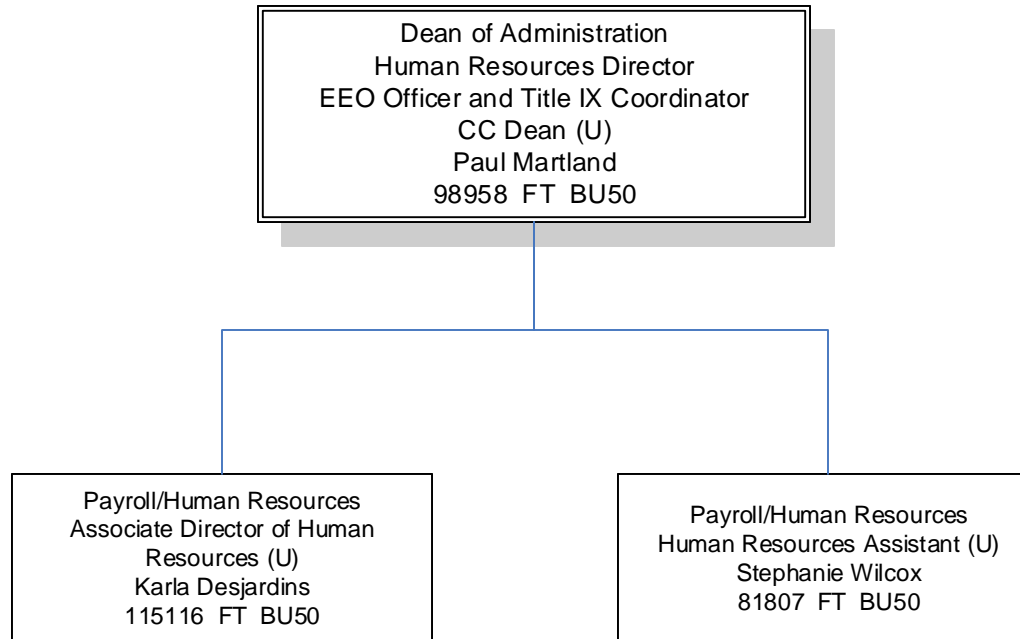 Dean of Administration
Human Resources Director
EEO Officer and Title IX Coordinator
CC Dean (U)
Paul Martland
98958 FT BU50
Payroll/Human Resources
Associate Director of Human
Resources (U)
Karla Desjardins
115116 FT BU50
Payroll/Human Resources
Human Resources Assistant (U)
Stephanie Wilcox
81807 FT BU50